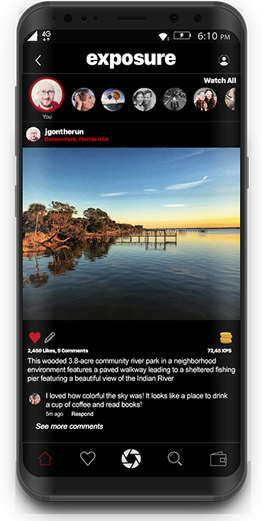 4G 6:10 PM
exposure
Watch All
You
jgontherun
Rotary Park, Florida USA
2,450 Likes, 5 Comments 72,45 XPS
This wooded 3.8-acre community river park in a neighborhood
environment features a paved walkway leading to a sheltered fishing
pier featuring a beautiful view of the Indian River
I loved how colorful the sky was! It looks like a place to drink
a cup of coffee and read books!
5m ago Respond
See more comments